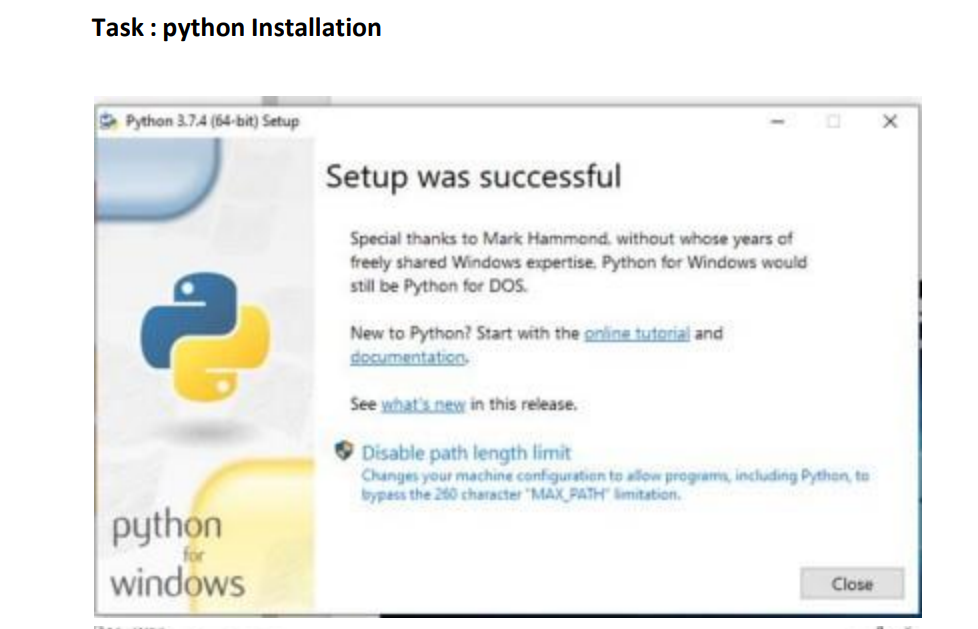 Task : python Installation
Python 3.7.4 (64-bit) Setup
Setup was successful
Special thanks to Mark Hammond, without whose years of
freely shared Windows expertise, Python for Windows would
still be Python for DOS.
New to Python? Start with the online tutorial and
documentation.
See what's new in this release.
Disable path length limit
Changes your machine configuration to allow programs, including Python, to
bypass the 260 character "MAX_PATH" limitation.
python
for
windows
Close